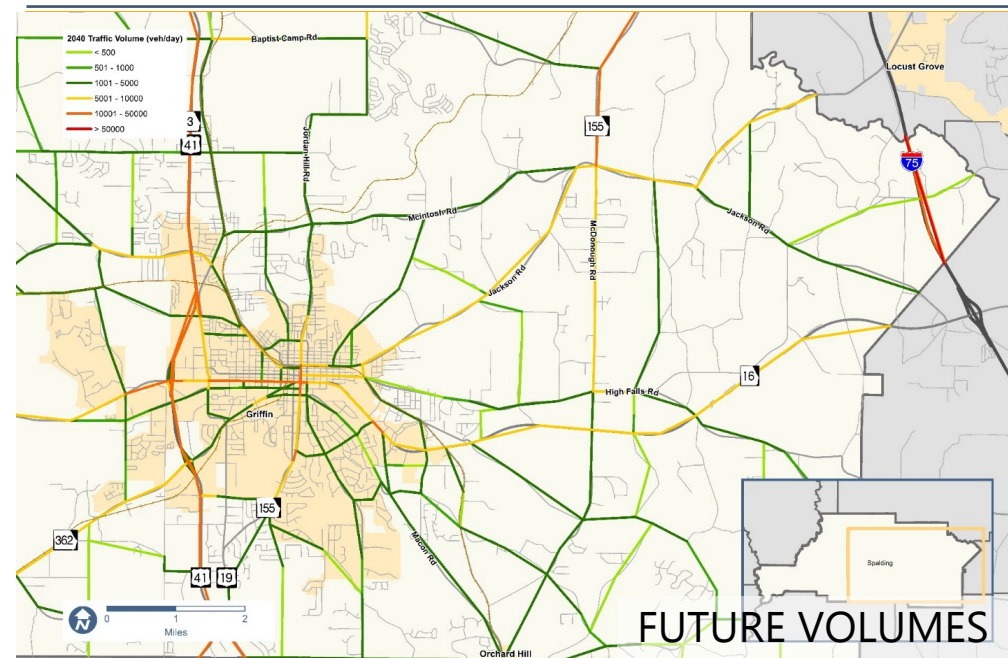 2040 Traffic Volume (veh/day)
< 500
501 - 1000
1001 - 5000
5001 - 10000
10001 - 50000
> 50000
Baptist Camp Rd
Locust Grove
3
41
155
75
Jordan Hill Rd
Mcintosh Rd
McDonough Rd
Jackson Rd
Jackson Rd
16
High Falls Rd
Griffin
155
362
Macon Rd
Spalding
41
19
N
0 1 2
Miles
Orchard Hill
FUTURE VOLUMES